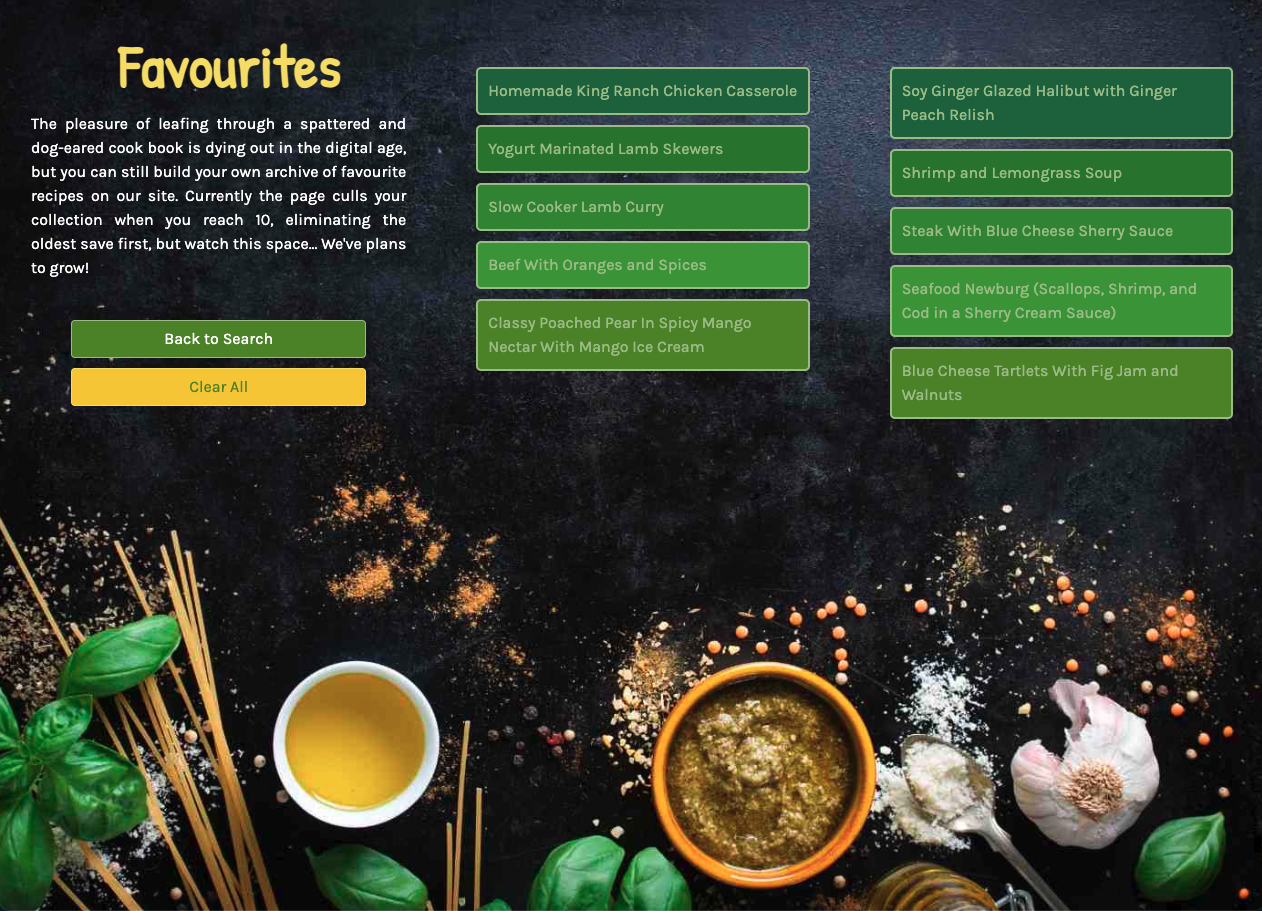 Favourites
The pleasure of leafing through a spattered and
dog-eared cook book is dying out in the digital age,
but you can still build your own archive of favourite
recipes on our site. Currently the page culls your
collection when you reach 10, eliminating the
oldest save first, but watch this space... We've plans
to grow!
Back to Search
Clear All
Homemade King Ranch Chicken Casserole
Yogurt Marinated Lamb Skewers
Slow Cooker Lamb Curry
Beef With Oranges and Spices
Classy Poached Pear In Spicy Mango
Nectar With Mango Ice Cream
Soy Ginger Glazed Halibut with Ginger
Peach Relish
Shrimp and Lemongrass Soup
Steak With Blue Cheese Sherry Sauce
Seafood Newburg (Scallops, Shrimp, and
Cod in a Sherry Cream Sauce)
Blue Cheese Tartlets With Fig Jam and
Walnuts